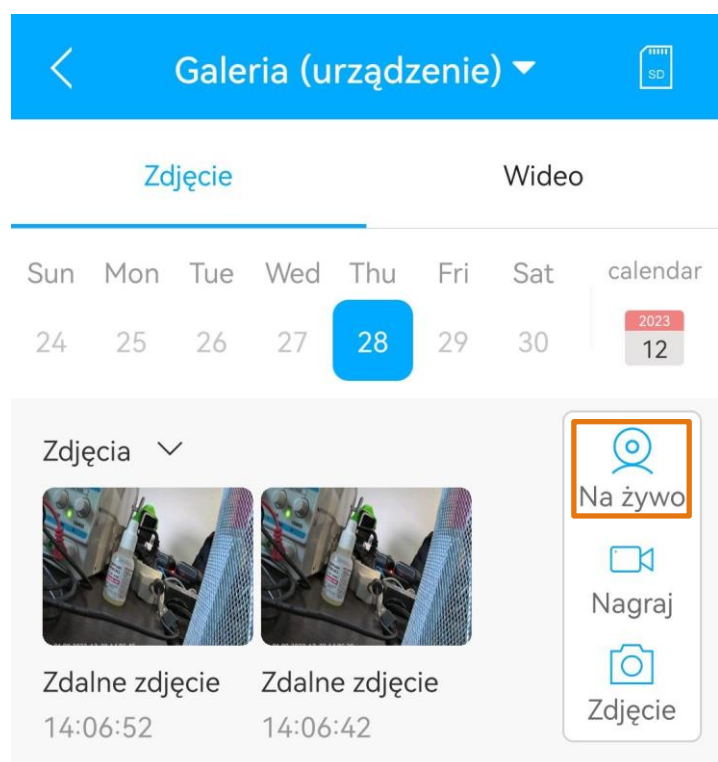 Galeria (urządzenie)
SD
Zdjęcie Wideo
Sun Mon Tue Wed Thu Fri Sat calendar
24 25 26 27 28 29 30
2023
12
Zdjęcia
Na żywo
Nagraj
Zdjęcie
Zdalne zdjęcie Zdalne zdjęcie
14:06:52 14:06:42